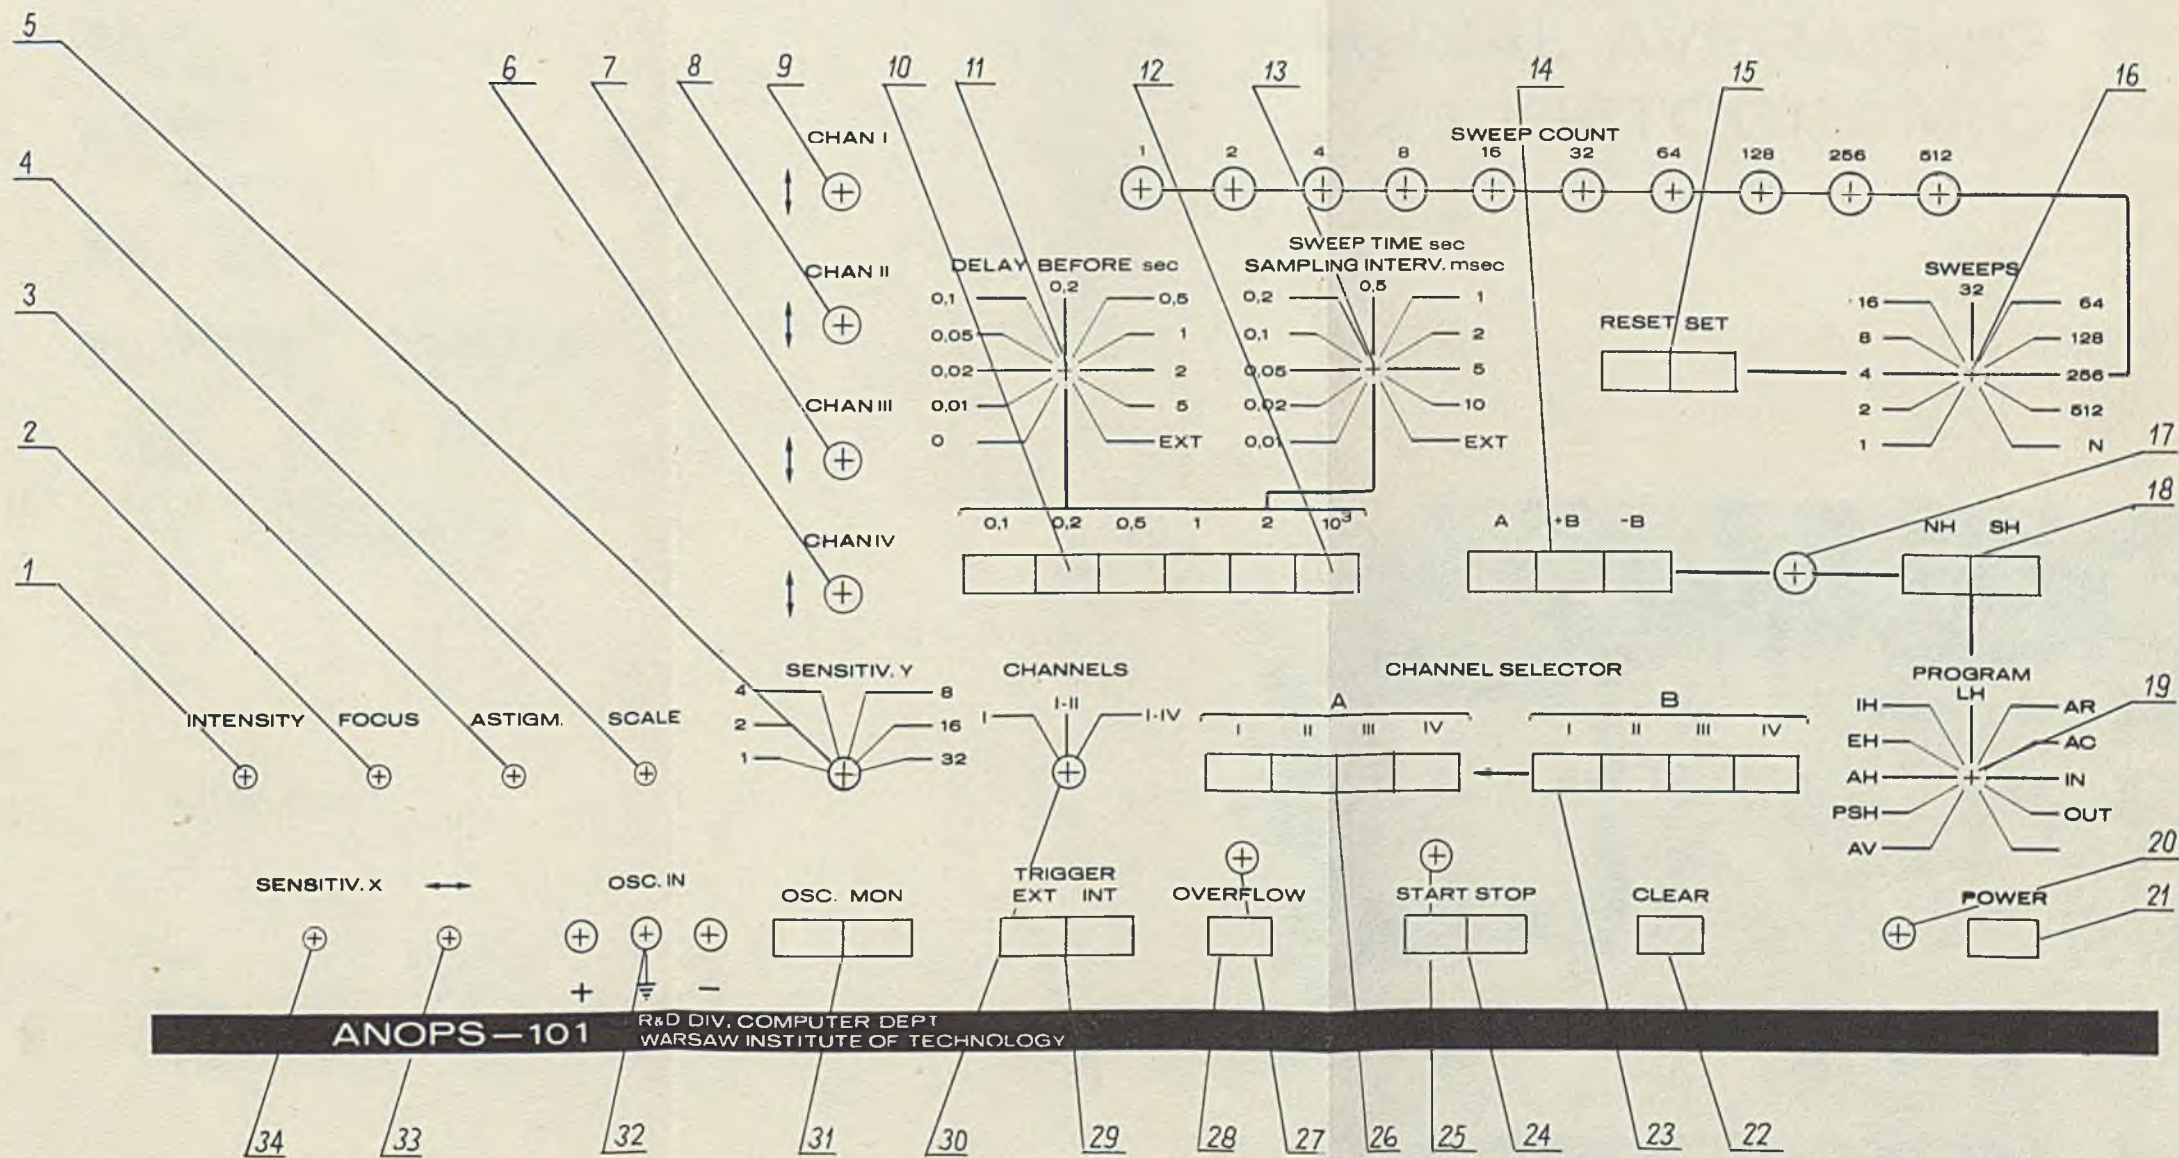 5
6 7 8 9 10 11 12 13 14 15 16
CHAN I
SWEEP COUNT
1 2 4 8 16 32 64 128 256 512
4
SWEEP TIME sec
DELAY BEFORE sec
SAMPLING INTERV. msec
SWEEPS
CHAN II
0,2
0,5
32
0,1 0,5
0,2 1
16 64
3
RESET SET
0,05 1
0,1 2
8 128
0,02 2
0,05 5
4 256
CHAN III
0,01 5
0,02 10
2 512
0 EXT
0,01 EXT
1 N
2
17
0,1 0,2 0,5 1 2 10³
A +B -B
NH SH
18
CHAN IV
1
SENSITIV. Y
CHANNELS
CHANNEL SELECTOR
PROGRAM
LH
19
4 8
2 16
1 32
I I-II I-IV
A
I II III IV
B
I II III IV
INTENSITY FOCUS ASTIGM. SCALE
IH AR
EH AC
AH IN
PSH OUT
AV
20
SENSITIV. X ↔
OSC. IN
OSC. MON
TRIGGER
EXT INT
OVERFLOW
START STOP
CLEAR
POWER
21
+ ⏚ −
ANOPS—101
R&D DIV. COMPUTER DEPT
WARSAW INSTITUTE OF TECHNOLOGY
34 33 32 31 30 29 28 27 26 25 24 23 22